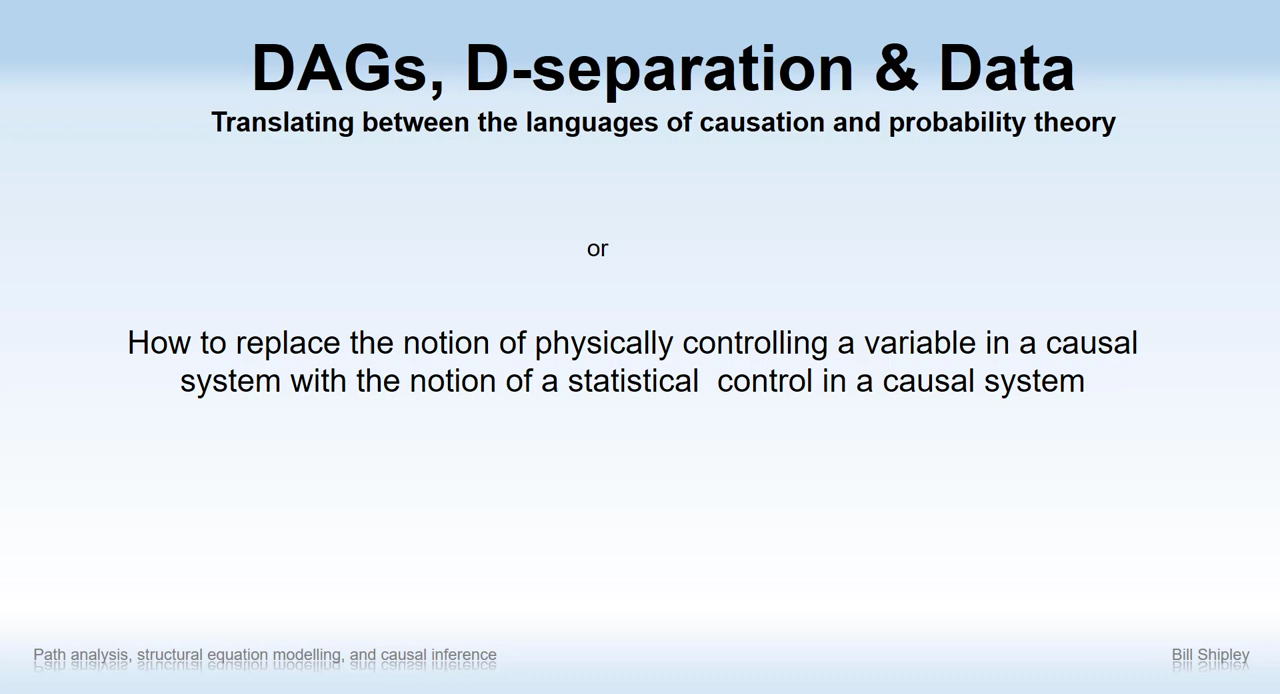 DAGs, D-separation & Data
Translating between the languages of causation and probability theory
or
How to replace the notion of physically controlling a variable in a causal
system with the notion of a statistical  control in a causal system
Path analysis, structural equation modelling, and causal inference
Bill Shipley